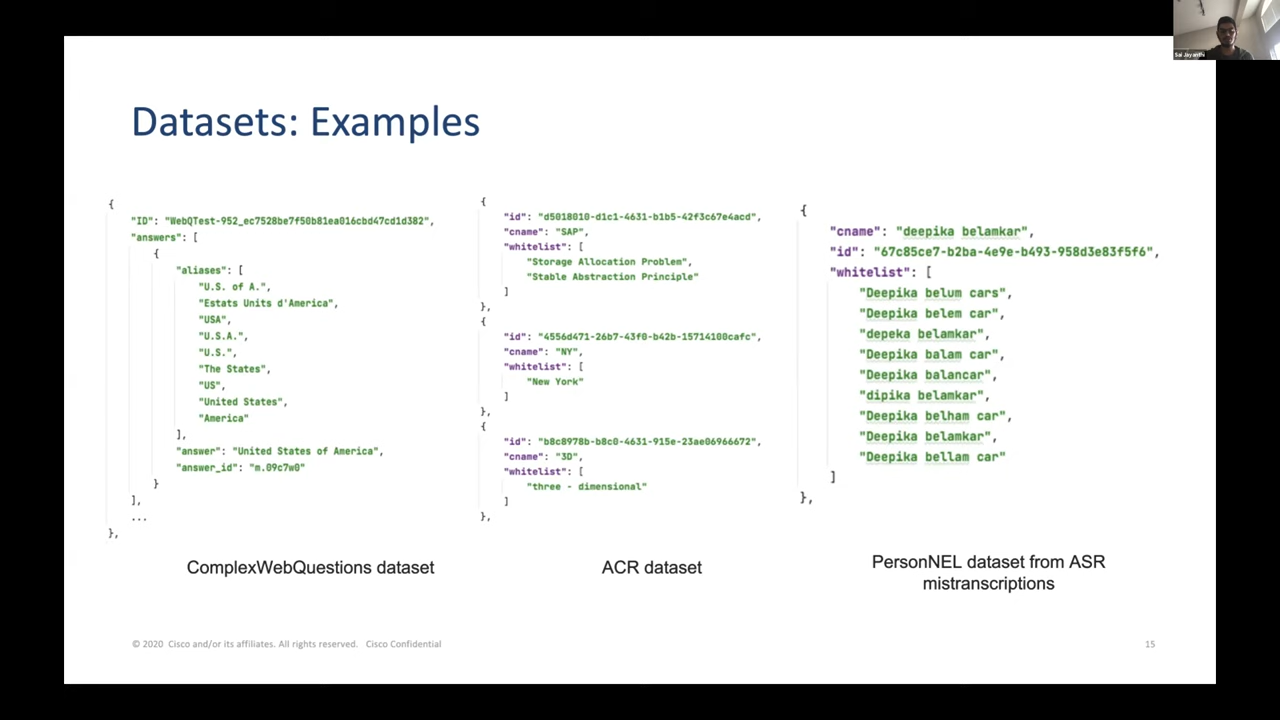 Sai Jayanthi
Datasets: Examples
{
"ID": "WebQTest-952_ec7528be7f50b81ea016cbd47cd1d382",
"answers": [
{
"aliases": [
"U.S. of A.",
"Estats Units d'America",
"USA",
"U.S.A.",
"U.S.",
"The States",
"US",
"United States",
"America"
],
"answer": "United States of America",
"answer_id": "m.09c7w0"
}
],
...
},
ComplexWebQuestions dataset
{
"id": "d5018010-d1c1-4631-b1b5-42f3c67e4acd",
"cname": "SAP",
"whitelist": [
"Storage Allocation Problem",
"Stable Abstraction Principle"
]
},
{
"id": "4556d471-26b7-43f0-b42b-15714100cafc",
"cname": "NY",
"whitelist": [
"New York"
]
},
{
"id": "b8c8978b-b8c0-4631-915e-23ae06966672",
"cname": "3D",
"whitelist": [
"three - dimensional"
]
},
ACR dataset
{
"cname": "deepika belamkar",
"id": "67c85ce7-b2ba-4e9e-b493-958d3e83f5f6",
"whitelist": [
"Deepika belum cars",
"Deepika belem car",
"depeka belamkar",
"Deepika balam car",
"Deepika balancar",
"dipika belamkar",
"Deepika belham car",
"Deepika belamkar",
"Deepika bellam car"
]
},
PersonNEL dataset from ASR
mistranscriptions
© 2020 Cisco and/or its affiliates. All rights reserved. Cisco Confidential
15